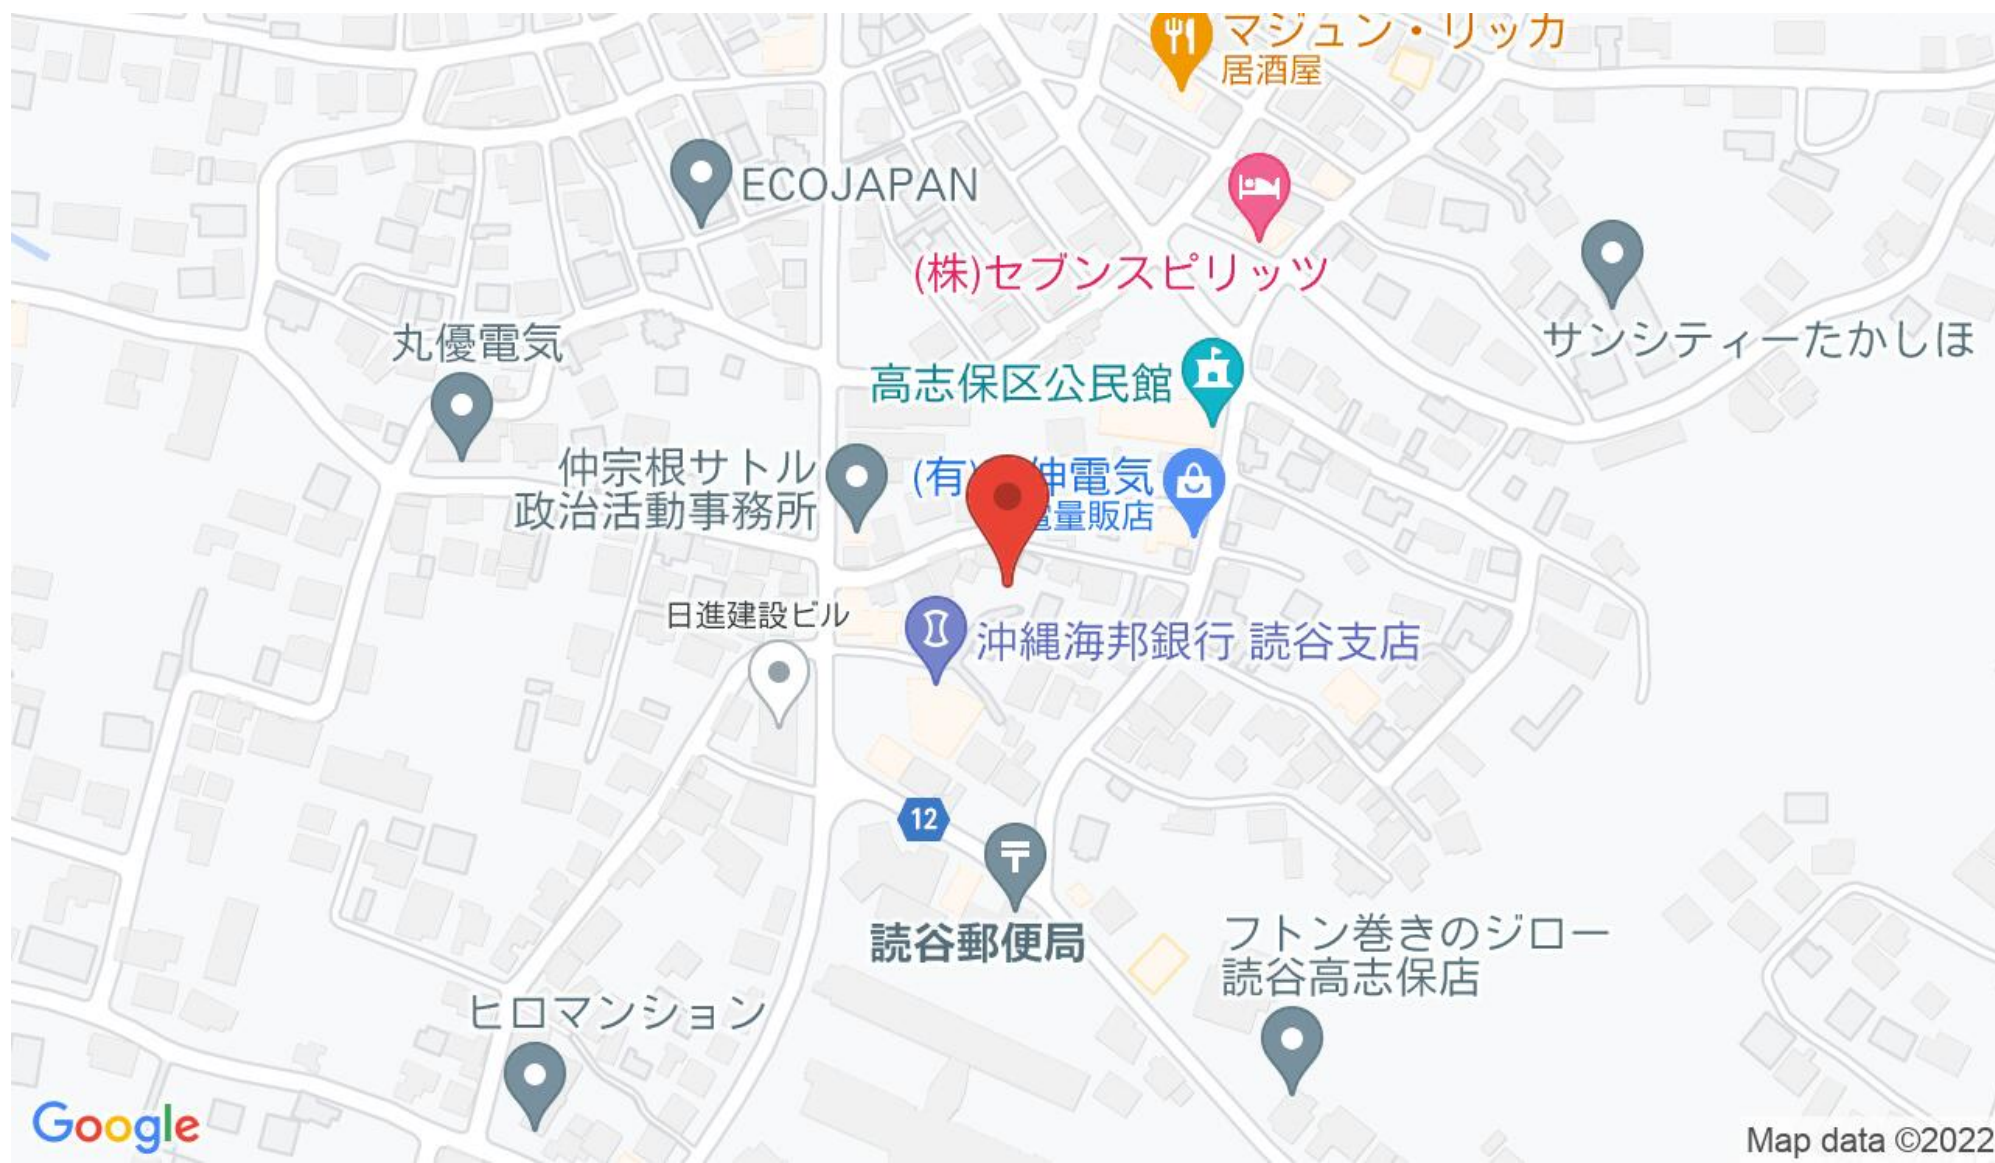 マジュン・リッカ
居酒屋
ECOJAPAN
(株)セブンスピリッツ
サンシティーたかしほ
丸優電気
高志保区公民館
仲宗根サトル
政治活動事務所
(有)
伸電気
量販店
日進建設ビル
沖縄海邦銀行 読谷支店
12
読谷郵便局
フトン巻きのジロー
読谷高志保店
ヒロマンション
Google
Map data ©2022